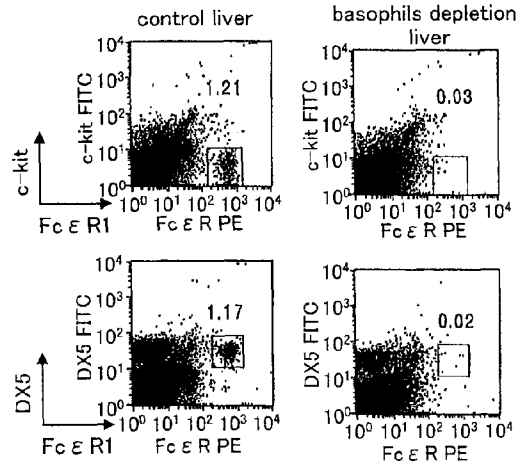 control liver
basophils depletion
liver
10⁴
10³
10²
10¹
10⁰
c-kit FITC
1.21
10⁰ 10¹ 10² 10³ 10⁴
Fc ε R PE
c-kit
Fc ε R1
10⁴
10³
10²
10¹
10⁰
c-kit FITC
0.03
10⁰ 10¹ 10² 10³ 10⁴
Fc ε R PE
10⁴
10³
10²
10¹
10⁰
DX5 FITC
1.17
10⁰ 10¹ 10² 10³ 10⁴
Fc ε R PE
DX5
Fc ε R1
10⁴
10³
10²
10¹
10⁰
DX5 FITC
0.02
10⁰ 10¹ 10² 10³ 10⁴
Fc ε R PE